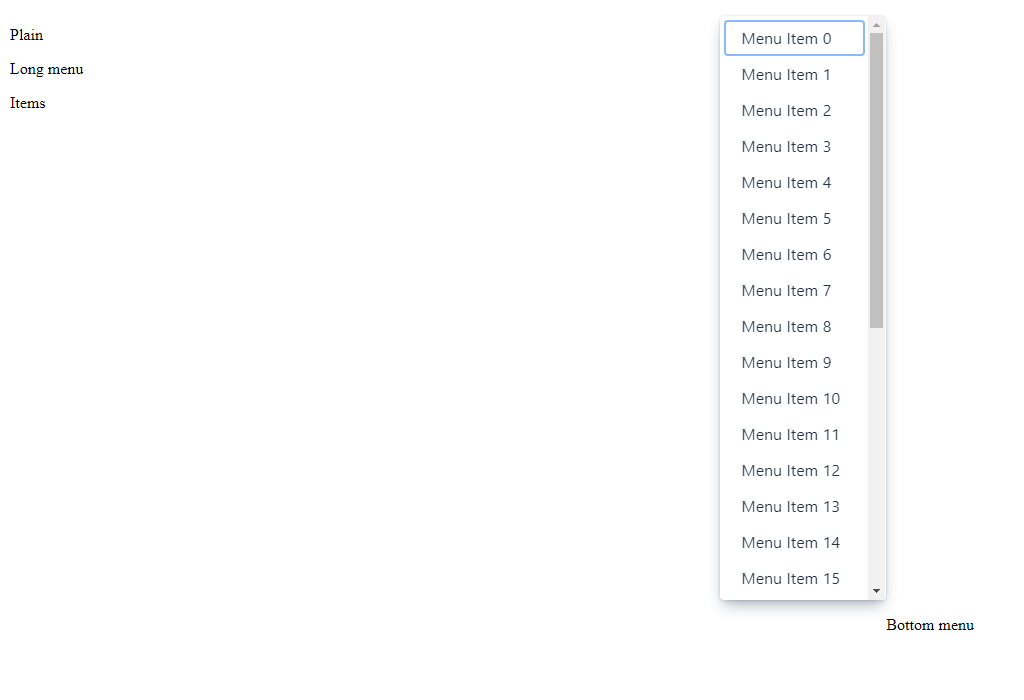 Plain
Long menu
Items
Menu Item 0
Menu Item 1
Menu Item 2
Menu Item 3
Menu Item 4
Menu Item 5
Menu Item 6
Menu Item 7
Menu Item 8
Menu Item 9
Menu Item 10
Menu Item 11
Menu Item 12
Menu Item 13
Menu Item 14
Menu Item 15
Bottom menu